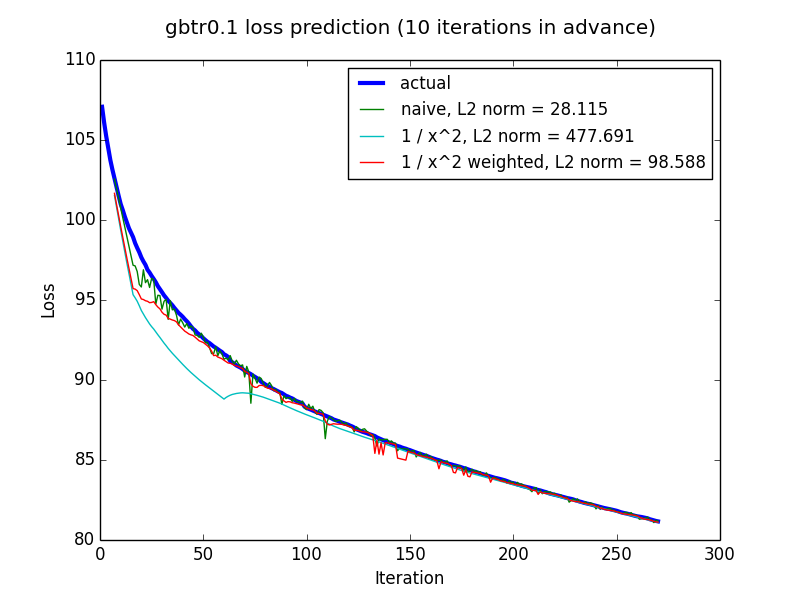 gbtr0.1 loss prediction (10 iterations in advance)
110
actual
naive, L2 norm = 28.115
1 / x^2, L2 norm = 477.691
1 / x^2 weighted, L2 norm = 98.588
105
100
95
90
85
80
Loss
0
50
100
150
200
250
300
Iteration